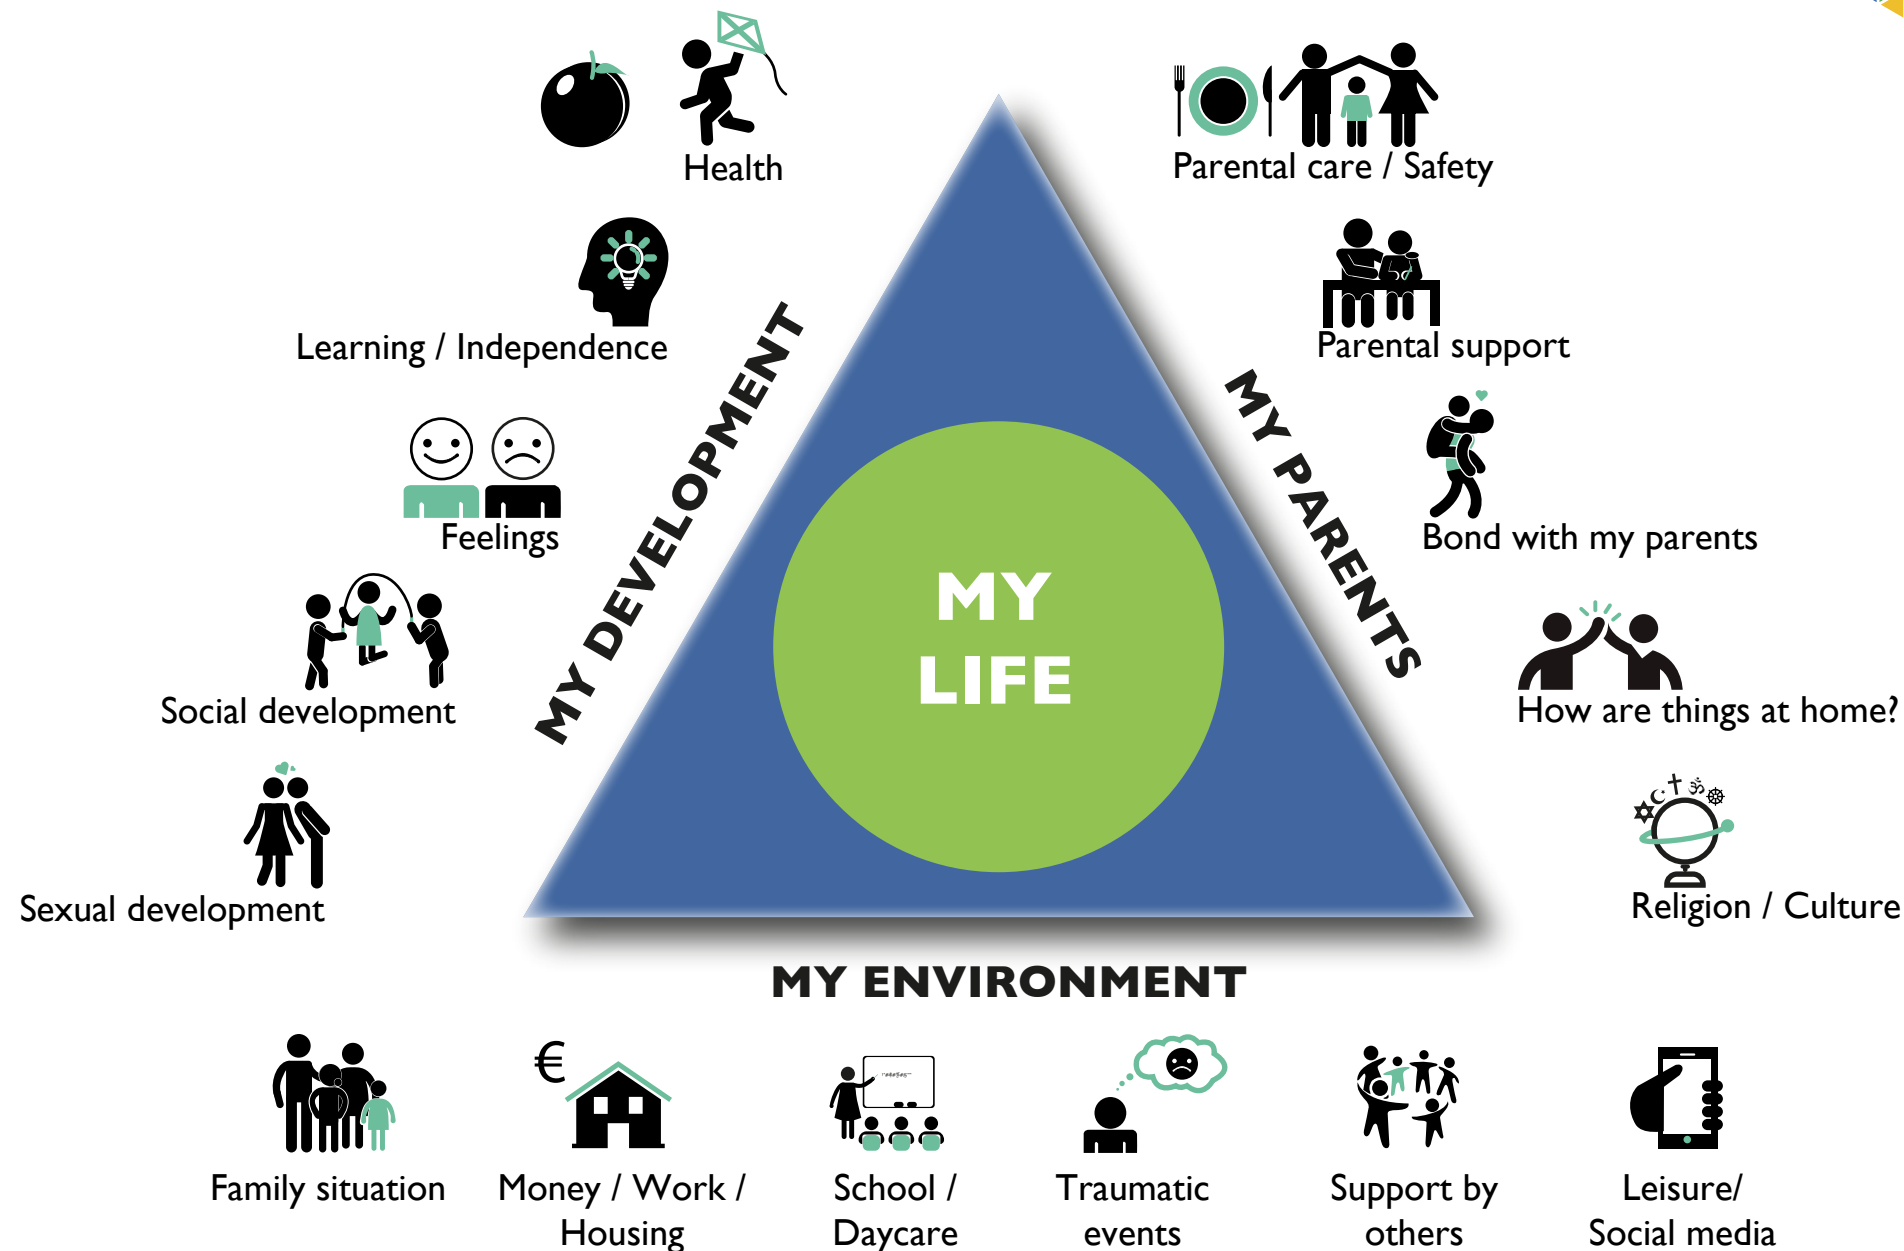 Health
Learning / Independence
Feelings
Social development
Sexual development
MY DEVELOPMENT
MY
LIFE
MY PARENTS
Parental care / Safety
Parental support
Bond with my parents
How are things at home?
Religion / Culture
MY ENVIRONMENT
€
Family situation
Money / Work /
Housing
School /
Daycare
Traumatic
events
Support by
others
Leisure/
Social media